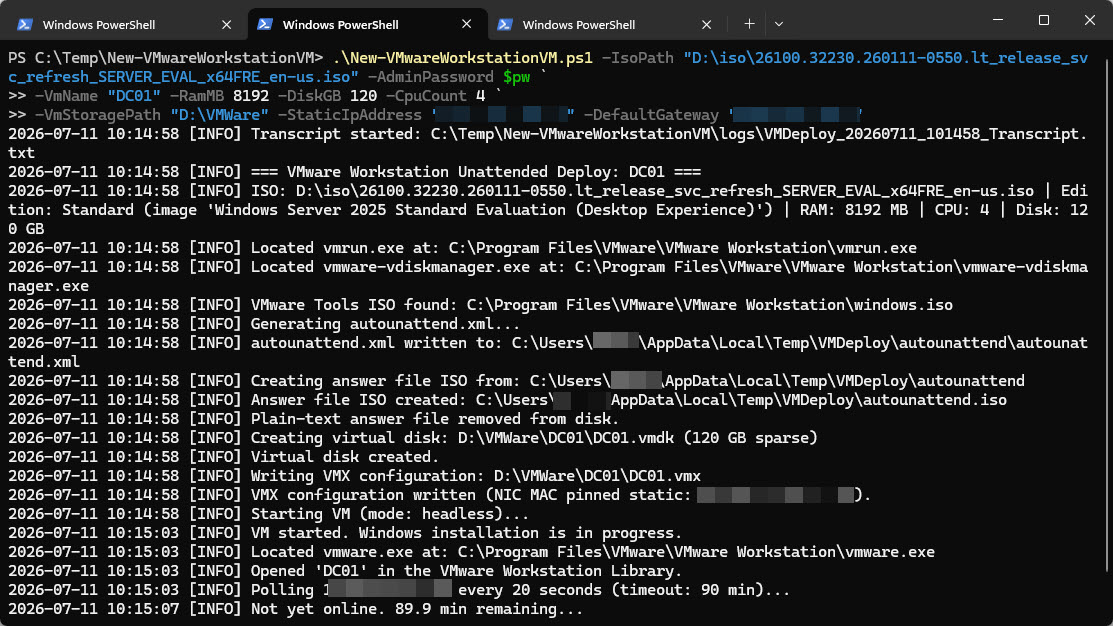 Windows PowerShell
Windows PowerShell
Windows PowerShell
PS C:\Temp\New-VMwareWorkstationVM> .\New-VMwareWorkstationVM.ps1 -IsoPath "D:\iso\26100.32230.260111-0550.lt_release_sv
c_refresh_SERVER_EVAL_x64FRE_en-us.iso" -AdminPassword $pw `
>> -VmName "DC01" -RamMB 8192 -DiskGB 120 -CpuCount 4 `
>> -VmStoragePath "D:\VMWare" -StaticIpAddress " " -DefaultGateway ' '
2026-07-11 10:14:58 [INFO] Transcript started: C:\Temp\New-VMwareWorkstationVM\logs\VMDeploy_20260711_101458_Transcript.
txt
2026-07-11 10:14:58 [INFO] === VMware Workstation Unattended Deploy: DC01 ===
2026-07-11 10:14:58 [INFO] ISO: D:\iso\26100.32230.260111-0550.lt_release_svc_refresh_SERVER_EVAL_x64FRE_en-us.iso | Edi
tion: Standard (image 'Windows Server 2025 Standard Evaluation (Desktop Experience)') | RAM: 8192 MB | CPU: 4 | Disk: 12
0 GB
2026-07-11 10:14:58 [INFO] Located vmrun.exe at: C:\Program Files\VMware\VMware Workstation\vmrun.exe
2026-07-11 10:14:58 [INFO] Located vmware-vdiskmanager.exe at: C:\Program Files\VMware\VMware Workstation\vmware-vdiskma
nager.exe
2026-07-11 10:14:58 [INFO] VMware Tools ISO found: C:\Program Files\VMware\VMware Workstation\windows.iso
2026-07-11 10:14:58 [INFO] Generating autounattend.xml...
2026-07-11 10:14:58 [INFO] autounattend.xml written to: C:\Users\ \AppData\Local\Temp\VMDeploy\autounattend\autounat
tend.xml
2026-07-11 10:14:58 [INFO] Creating answer file ISO from: C:\Users\ AppData\Local\Temp\VMDeploy\autounattend
2026-07-11 10:14:58 [INFO] Answer file ISO created: C:\Users\ AppData\Local\Temp\VMDeploy\autounattend.iso
2026-07-11 10:14:58 [INFO] Plain-text answer file removed from disk.
2026-07-11 10:14:58 [INFO] Creating virtual disk: D:\VMWare\DC01\DC01.vmdk (120 GB sparse)
2026-07-11 10:14:58 [INFO] Virtual disk created.
2026-07-11 10:14:58 [INFO] Writing VMX configuration: D:\VMWare\DC01\DC01.vmx
2026-07-11 10:14:58 [INFO] VMX configuration written (NIC MAC pinned static: ).
2026-07-11 10:14:58 [INFO] Starting VM (mode: headless)...
2026-07-11 10:15:03 [INFO] VM started. Windows installation is in progress.
2026-07-11 10:15:03 [INFO] Located vmware.exe at: C:\Program Files\VMware\VMware Workstation\vmware.exe
2026-07-11 10:15:03 [INFO] Opened 'DC01' in the VMware Workstation Library.
2026-07-11 10:15:03 [INFO] Polling every 20 seconds (timeout: 90 min)...
2026-07-11 10:15:07 [INFO] Not yet online. 89.9 min remaining...